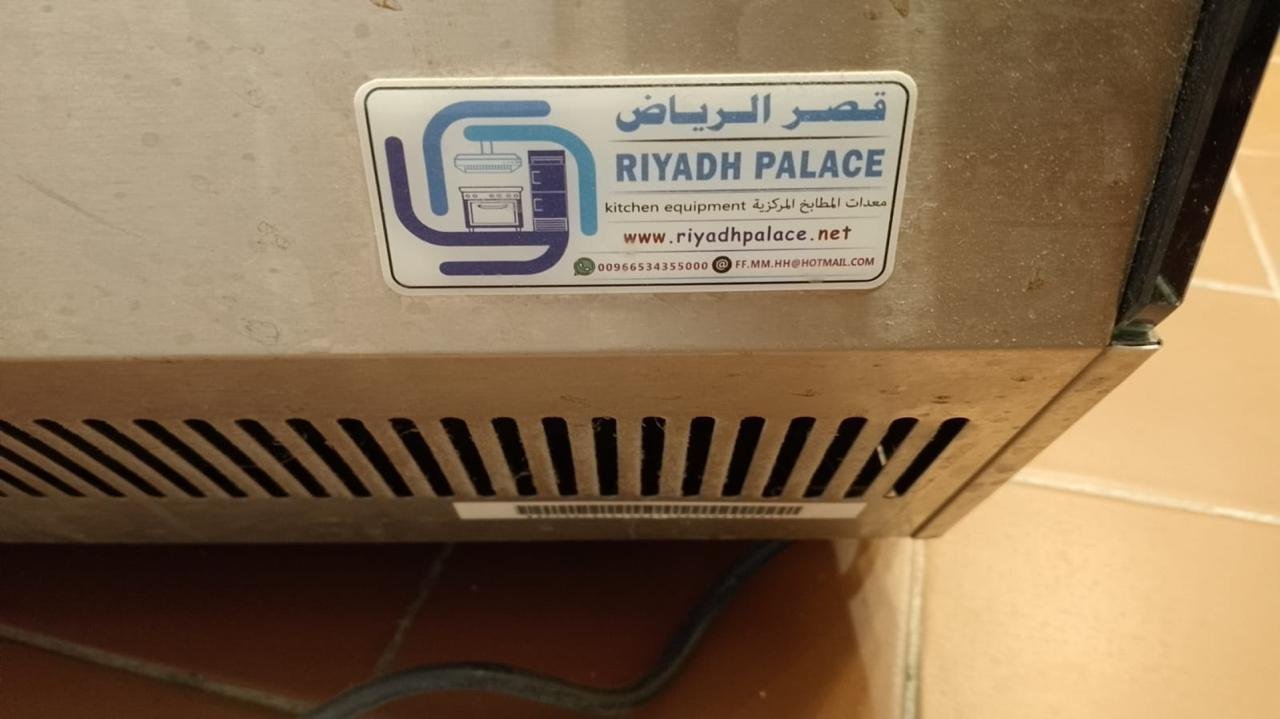 قصر الرياض
RIYADH PALACE
kitchen equipment معدات المطابخ المركزية
www.riyadhpalace.net
00966534355000 @ FF.MM.HH@HOTMAIL.COM